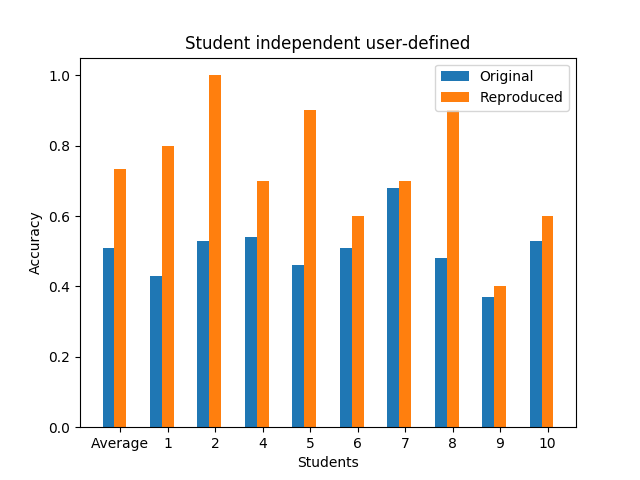 Student independent user-defined
Original
Reproduced
1.0
0.8
0.6
0.4
0.2
0.0
Accuracy
Average 1 2 4 5 6 7 8 9 10
Students